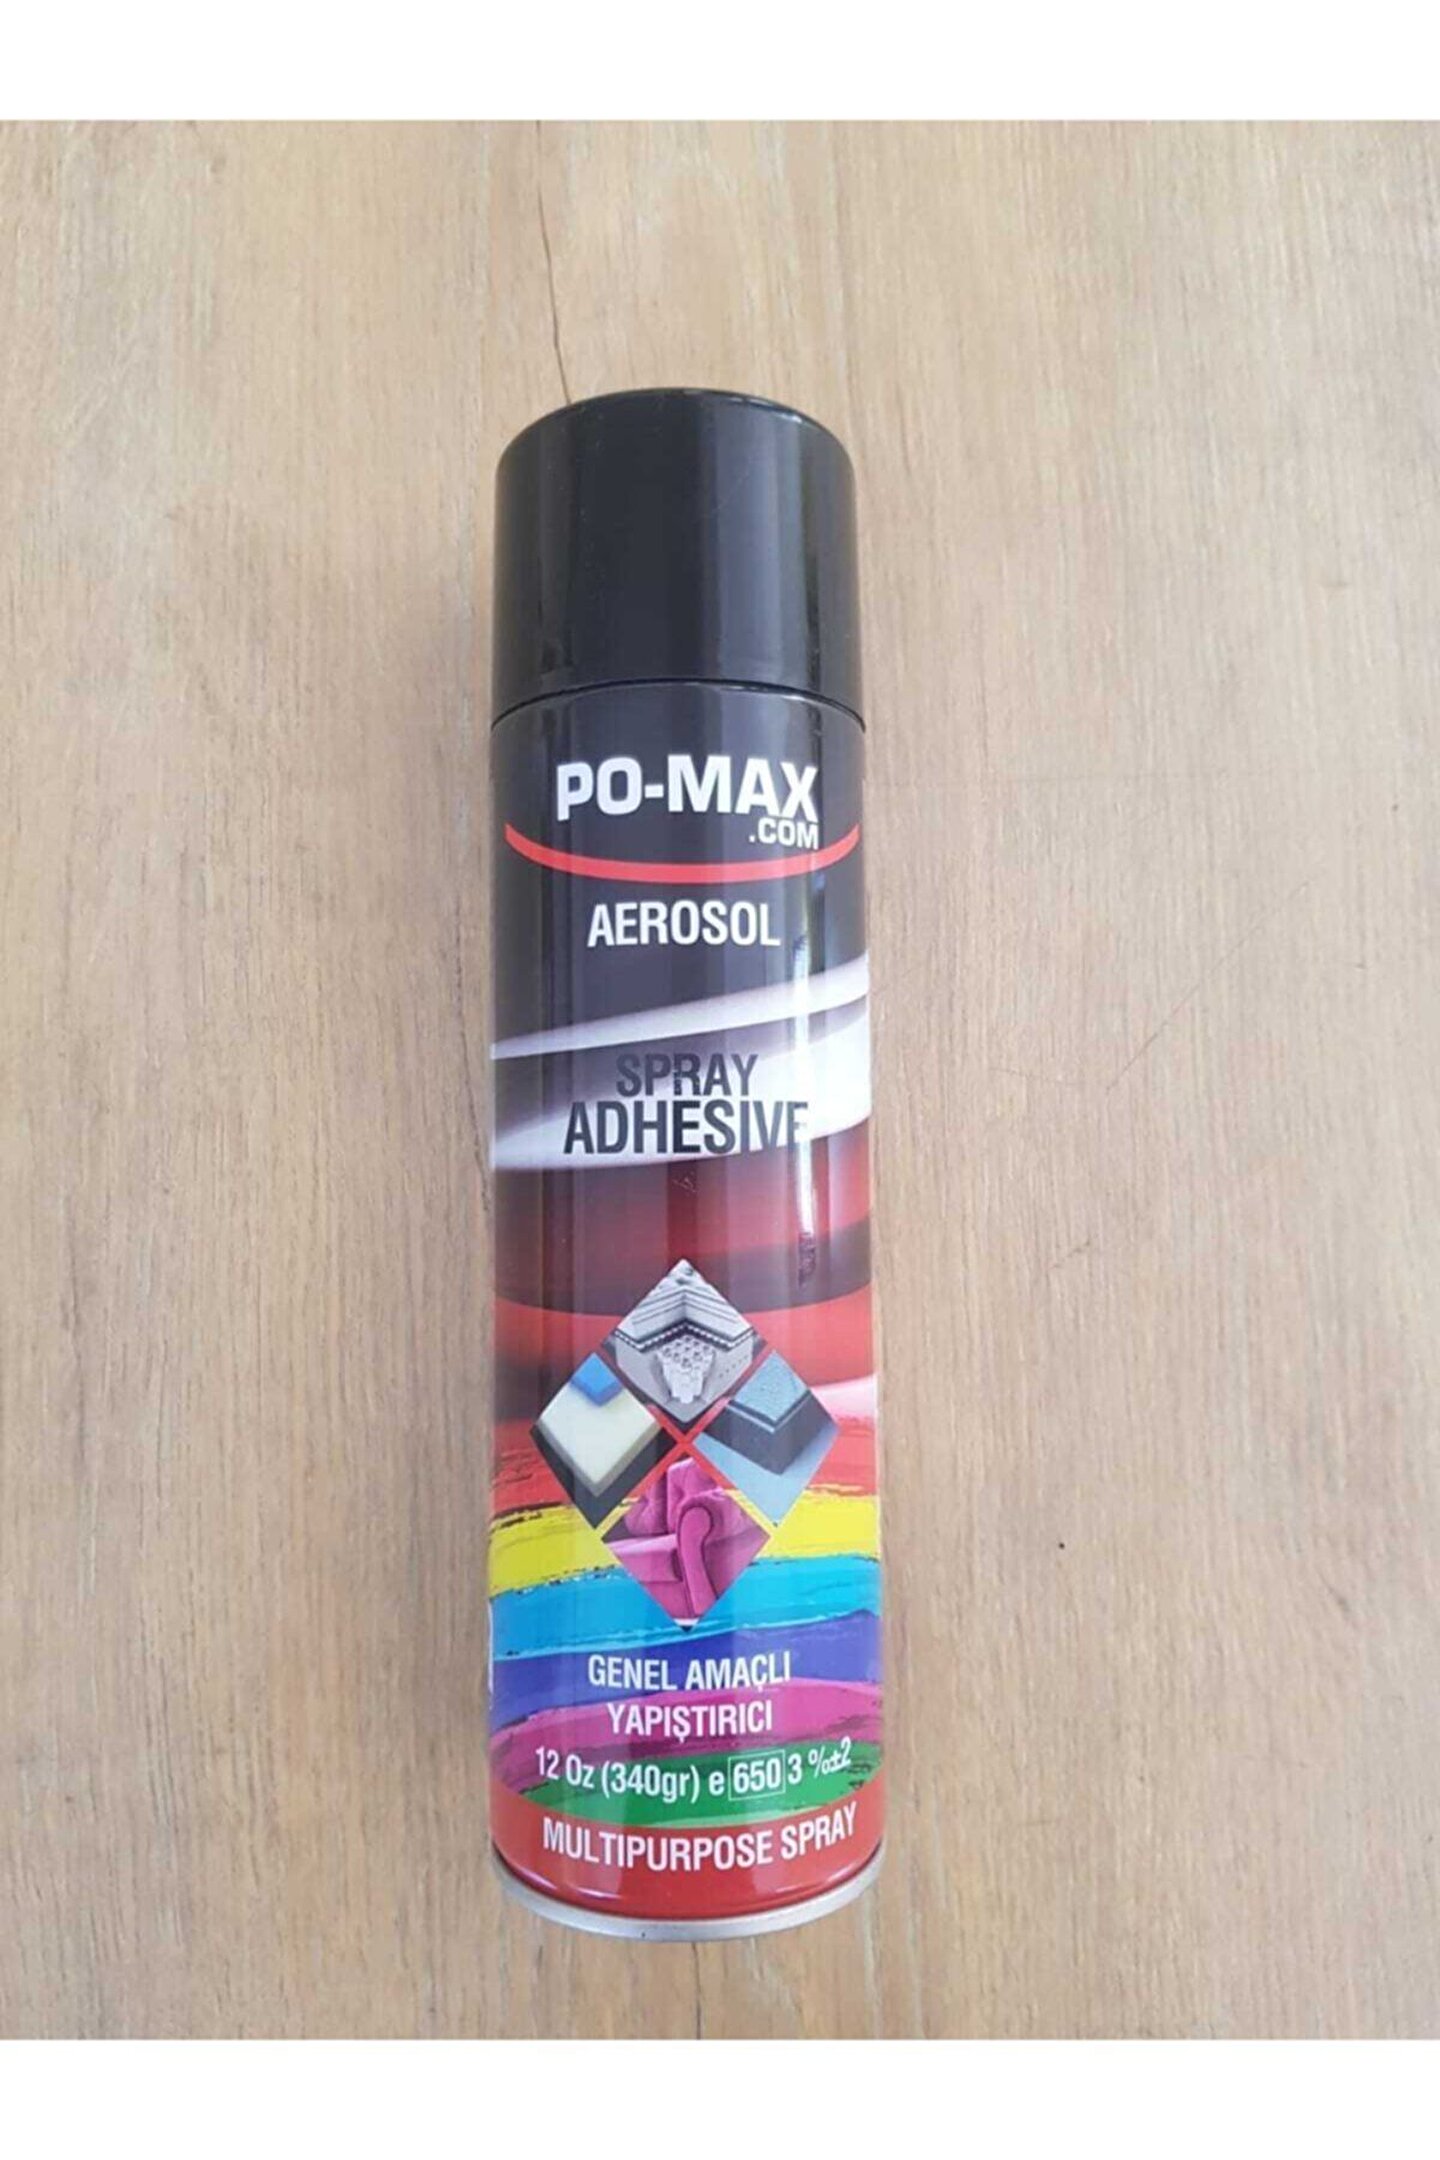 PO-MAX
.COM
AEROSOL
SPRAY
ADHESIVE
GENEL AMAÇLI
YAPIŞTIRICI
12 Oz (340gr) e 650 3 %±2
MULTIPURPOSE SPRAY